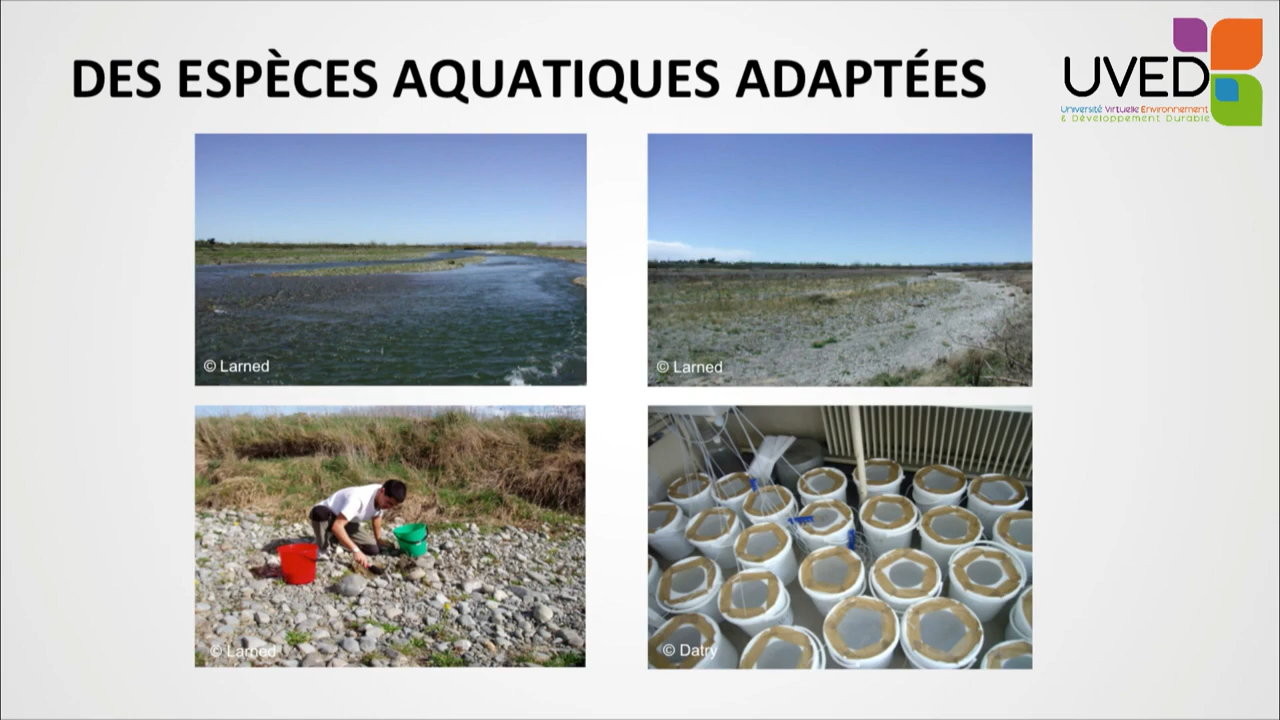 DES ESPÈCES AQUATIQUES ADAPTÉES
UVED
Université Virtuelle Environnement
& Développement Durable
© Larned
© Larned
© Larned
© Datry